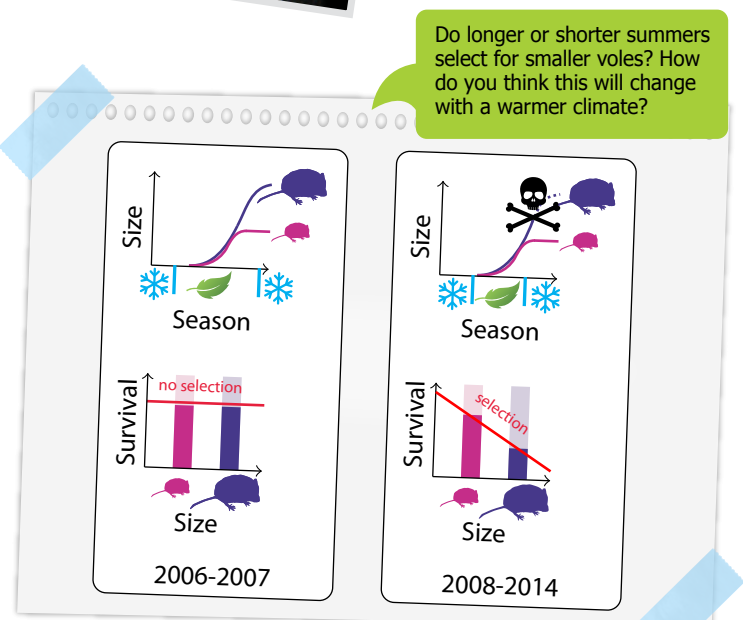 Do longer or shorter summers
select for smaller voles? How
do you think this will change
with a warmer climate?
Size
Season
Survival
no selection
Size
2006-2007
Size
Season
Survival
selection
Size
2008-2014